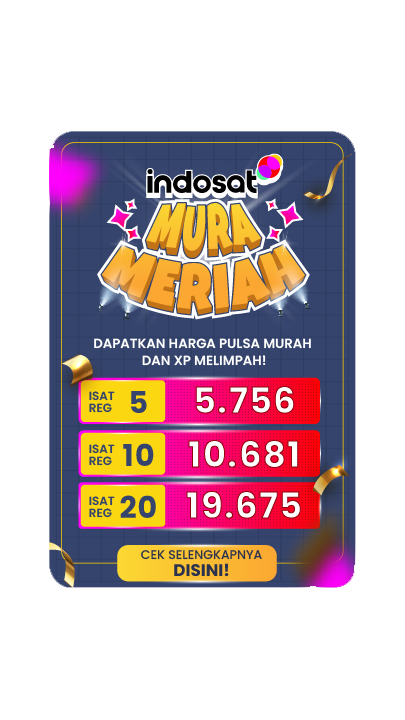 indosat
MURA
MERIAH
DAPATKAN HARGA PULSA MURAH
DAN XP MELIMPAH!
ISAT
REG 5 5.756
ISAT
REG 10 10.681
ISAT
REG 20 19.675
CEK SELENGKAPNYA
DISINI!